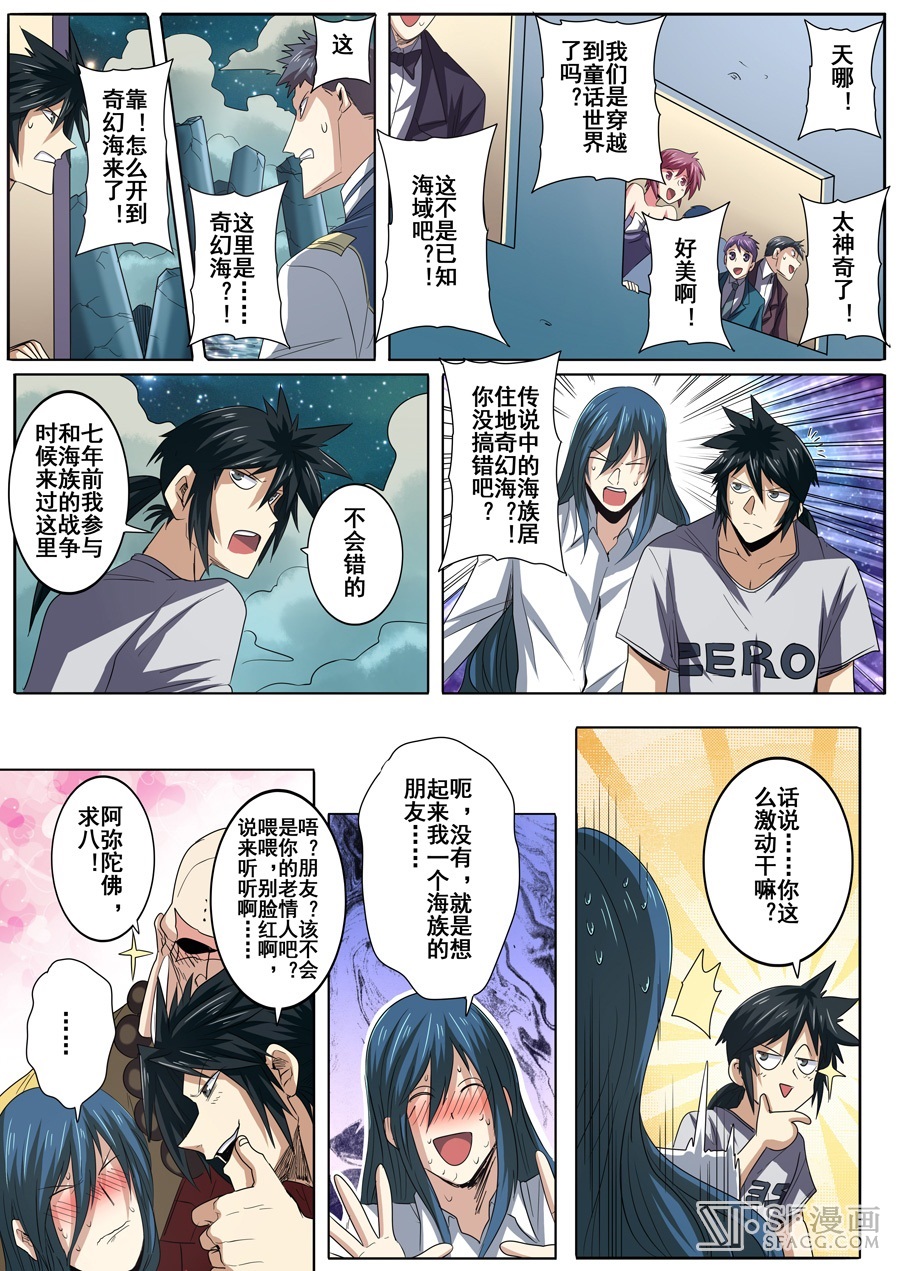 天哪！
太神奇了！
我们是穿越
到童话世界
了吗？
好美啊！
这不是已知
海域吧？！
这
这里是……
奇幻海？！
靠！怎么开到
奇幻海来了！
传说中的海族居
住地奇幻海？！
你没搞错吧？
ZERO
不会错的
七年前我参与
和海族的战争
时候来过这里
话说……你这
么激动干嘛？
呃，没有，就是想
起来我一个海族的
朋友……
唔？朋友？该不会
是你的老情人吧？
喂喂，别脸红啊，
说来听听啊……
阿弥陀佛，
求八！
……
SF漫画
SFACG.COM